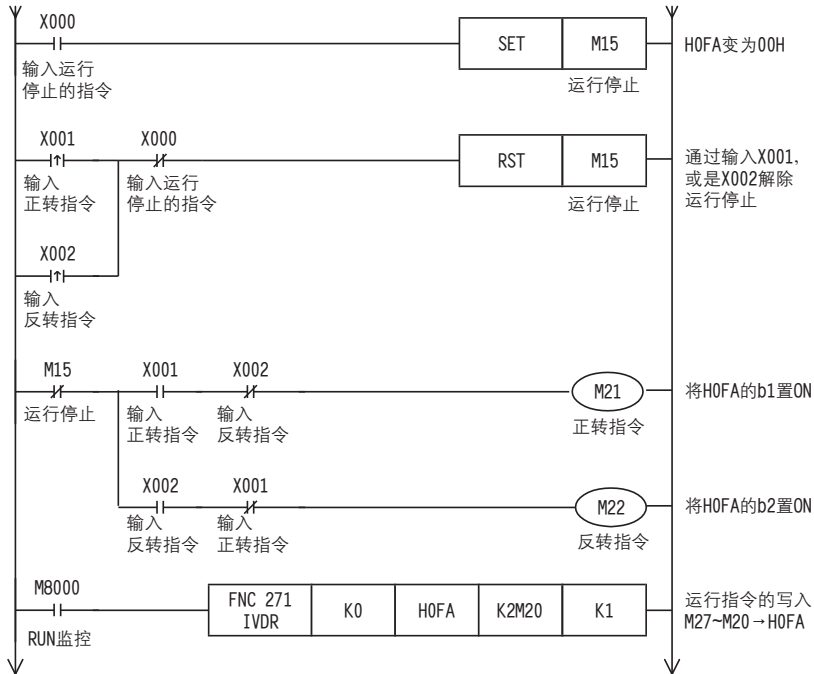 X000
SET M15
H0FA变为00H
输入运行
停止的指令
运行停止
X001 X000
RST M15
通过输入X001，
或是X002解除
运行停止
输入
正转指令
输入运行
停止的指令
运行停止
X002
输入
反转指令
M15 X001 X002
M21
将H0FA的b1置ON
运行停止
输入
正转指令
输入
反转指令
正转指令
X002 X001
M22
将H0FA的b2置ON
输入
反转指令
输入
正转指令
反转指令
M8000
FNC 271
IVDR
K0 H0FA K2M20 K1
运行指令的写入
M27~M20→H0FA
RUN监控